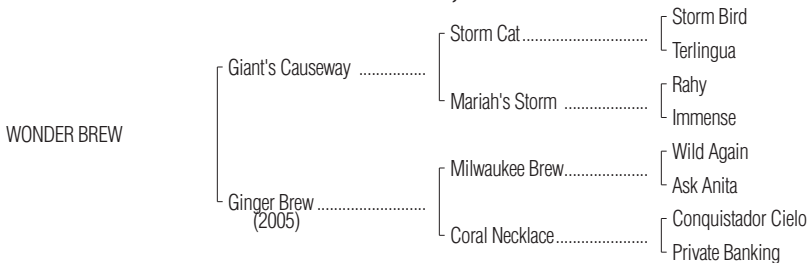 Storm Bird
Storm Cat........................
Terlingua
Giant's Causeway ................
Rahy
Mariah's Storm ....................
Immense
WONDER BREW
Wild Again
Milwaukee Brew....................
Ask Anita
Ginger Brew .........................
(2005)
Conquistador Cielo
Coral Necklace......................
Private Banking